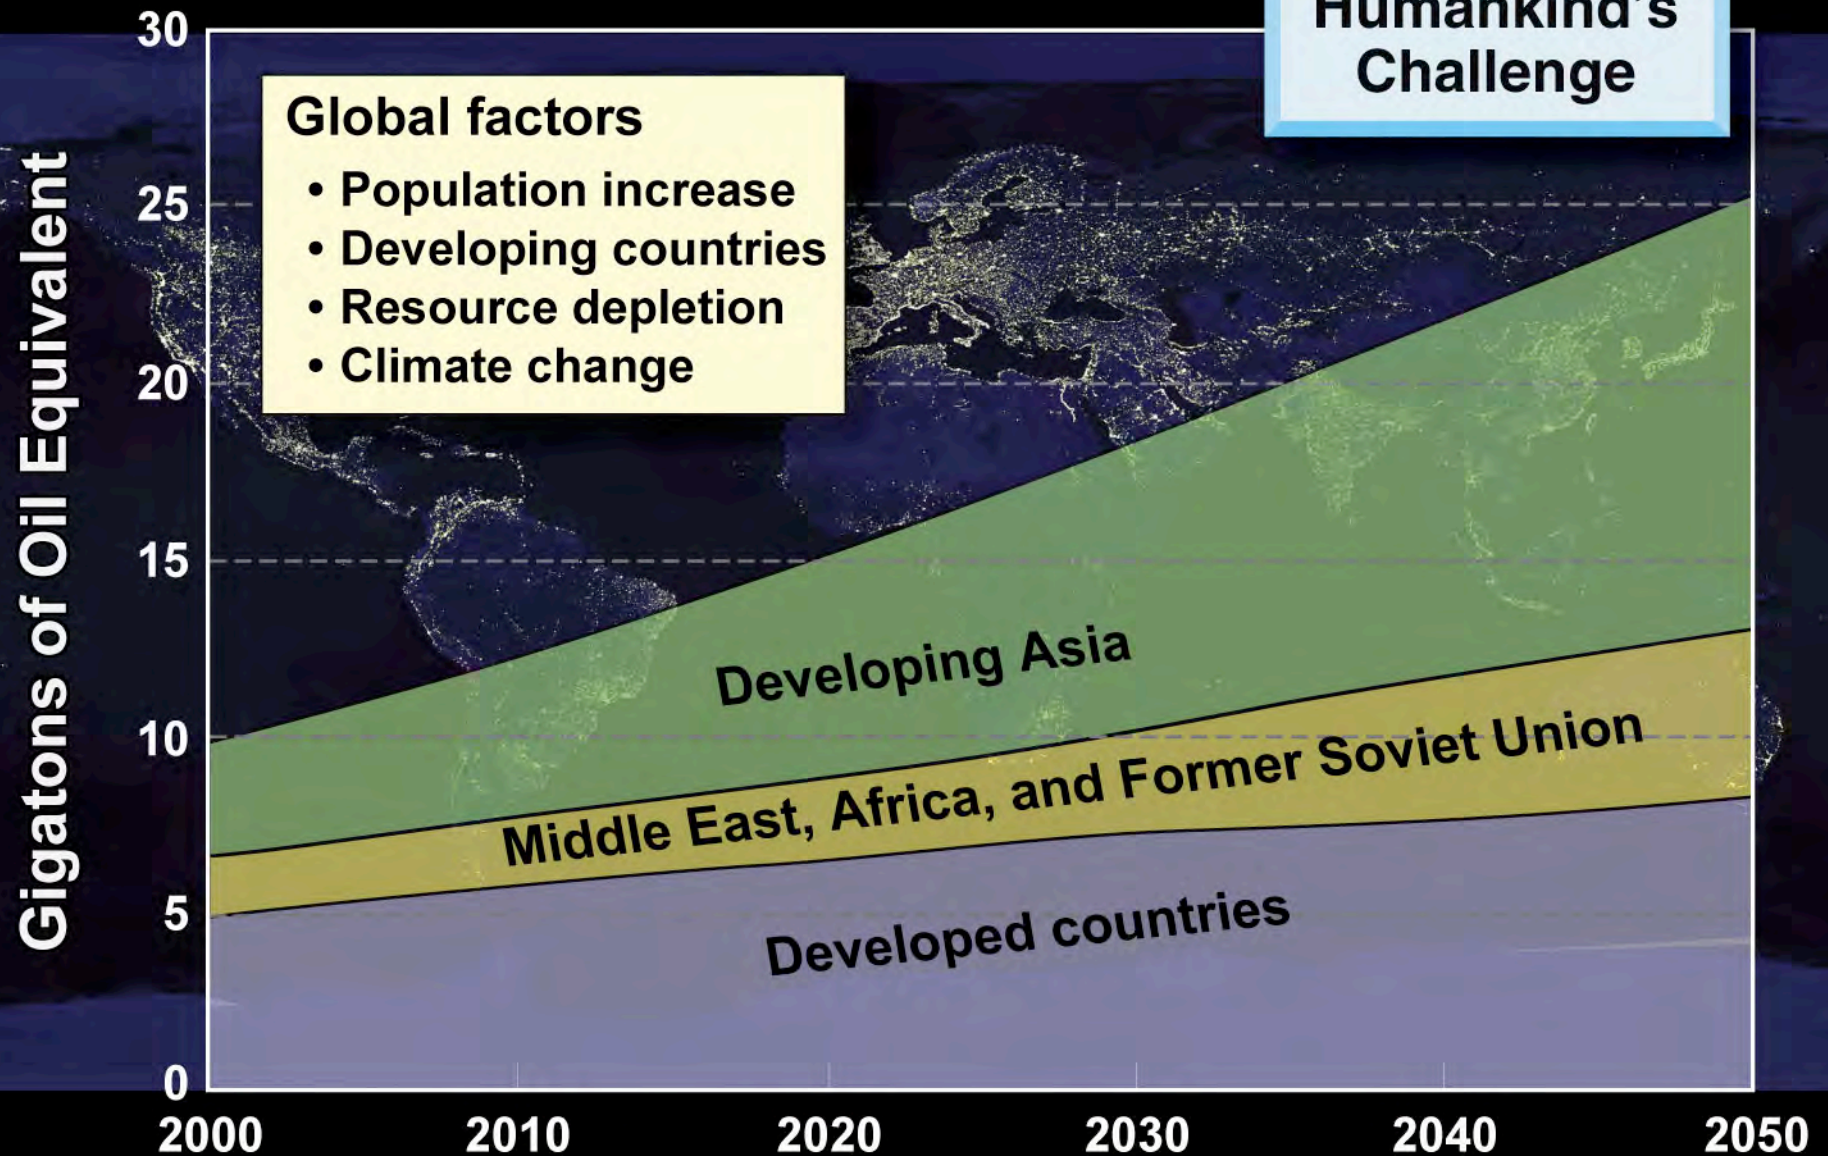 Humankind's
Challenge
Global factors
• Population increase
• Developing countries
• Resource depletion
• Climate change
Gigatons of Oil Equivalent
30
25
20
15
10
5
0
Developing Asia
Middle East, Africa, and Former Soviet Union
Developed countries
2000 2010 2020 2030 2040 2050